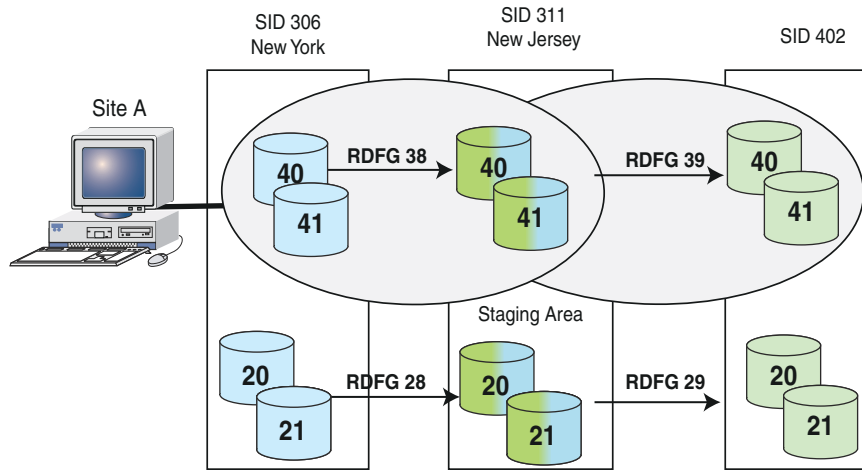 SID 306
New York
SID 311
New Jersey
SID 402
Site A
40
41
RDFG 38
40
41
RDFG 39
40
41
Staging Area
20
21
RDFG 28
20
21
RDFG 29
20
21